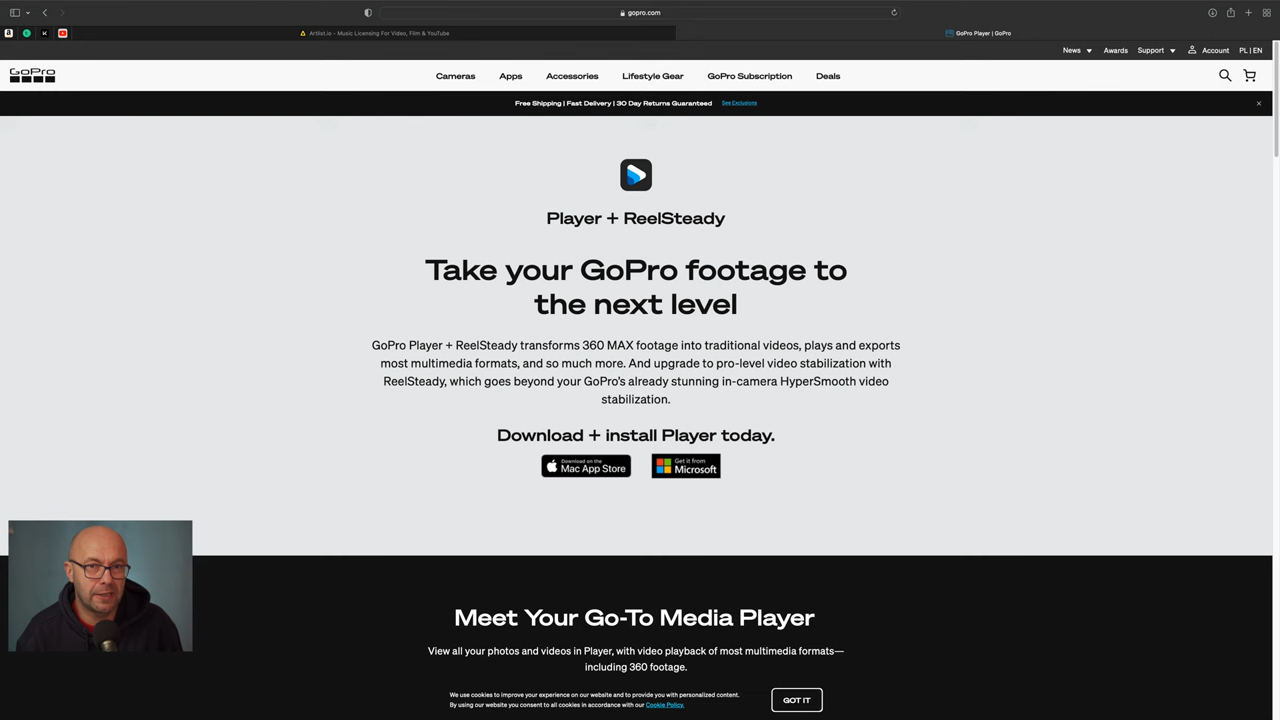 gopro.com
Artlist.io - Music Licensing For Video, Film & YouTube
GoPro Player | GoPro
News
Awards
Support
Account
PL | EN
GoPro
Cameras
Apps
Accessories
Lifestyle Gear
GoPro Subscription
Deals
Free Shipping | Fast Delivery | 30 Day Returns Guaranteed
See Exclusions
Player + ReelSteady
Take your GoPro footage to
the next level
GoPro Player + ReelSteady transforms 360 MAX footage into traditional videos, plays and exports
most multimedia formats, and so much more. And upgrade to pro-level video stabilization with
ReelSteady, which goes beyond your GoPro's already stunning in-camera HyperSmooth video
stabilization.
Download + install Player today.
Download on the
Mac App Store
Get it from
Microsoft
Meet Your Go-To Media Player
View all your photos and videos in Player, with video playback of most multimedia formats—
including 360 footage.
We use cookies to improve your experience on our website and to provide you with personalized content.
By using our website you consent to all cookies in accordance with our Cookie Policy.
GOT IT